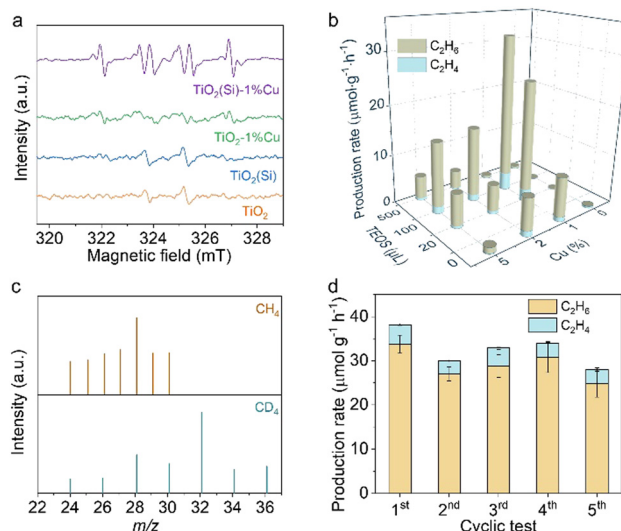 a
Intensity (a.u.)
TiO₂(Si)-1%Cu
TiO₂-1%Cu
TiO₂(Si)
TiO₂
320 322 324 326 328
Magnetic field (mT)
b
Production rate (μmol·g⁻¹·h⁻¹)
C₂H₆
C₂H₄
30
20
10
0
500
100
20
0
TEOS (μL)
5
2
1
0
Cu (%)
c
Intensity (a.u.)
CH₄
CD₄
22 24 26 28 30 32 34 36
m/z
d
Production rate (μmol g⁻¹ h⁻¹)
C₂H₆
C₂H₄
40
30
20
10
0
1st 2nd 3rd 4th 5th
Cyclic test